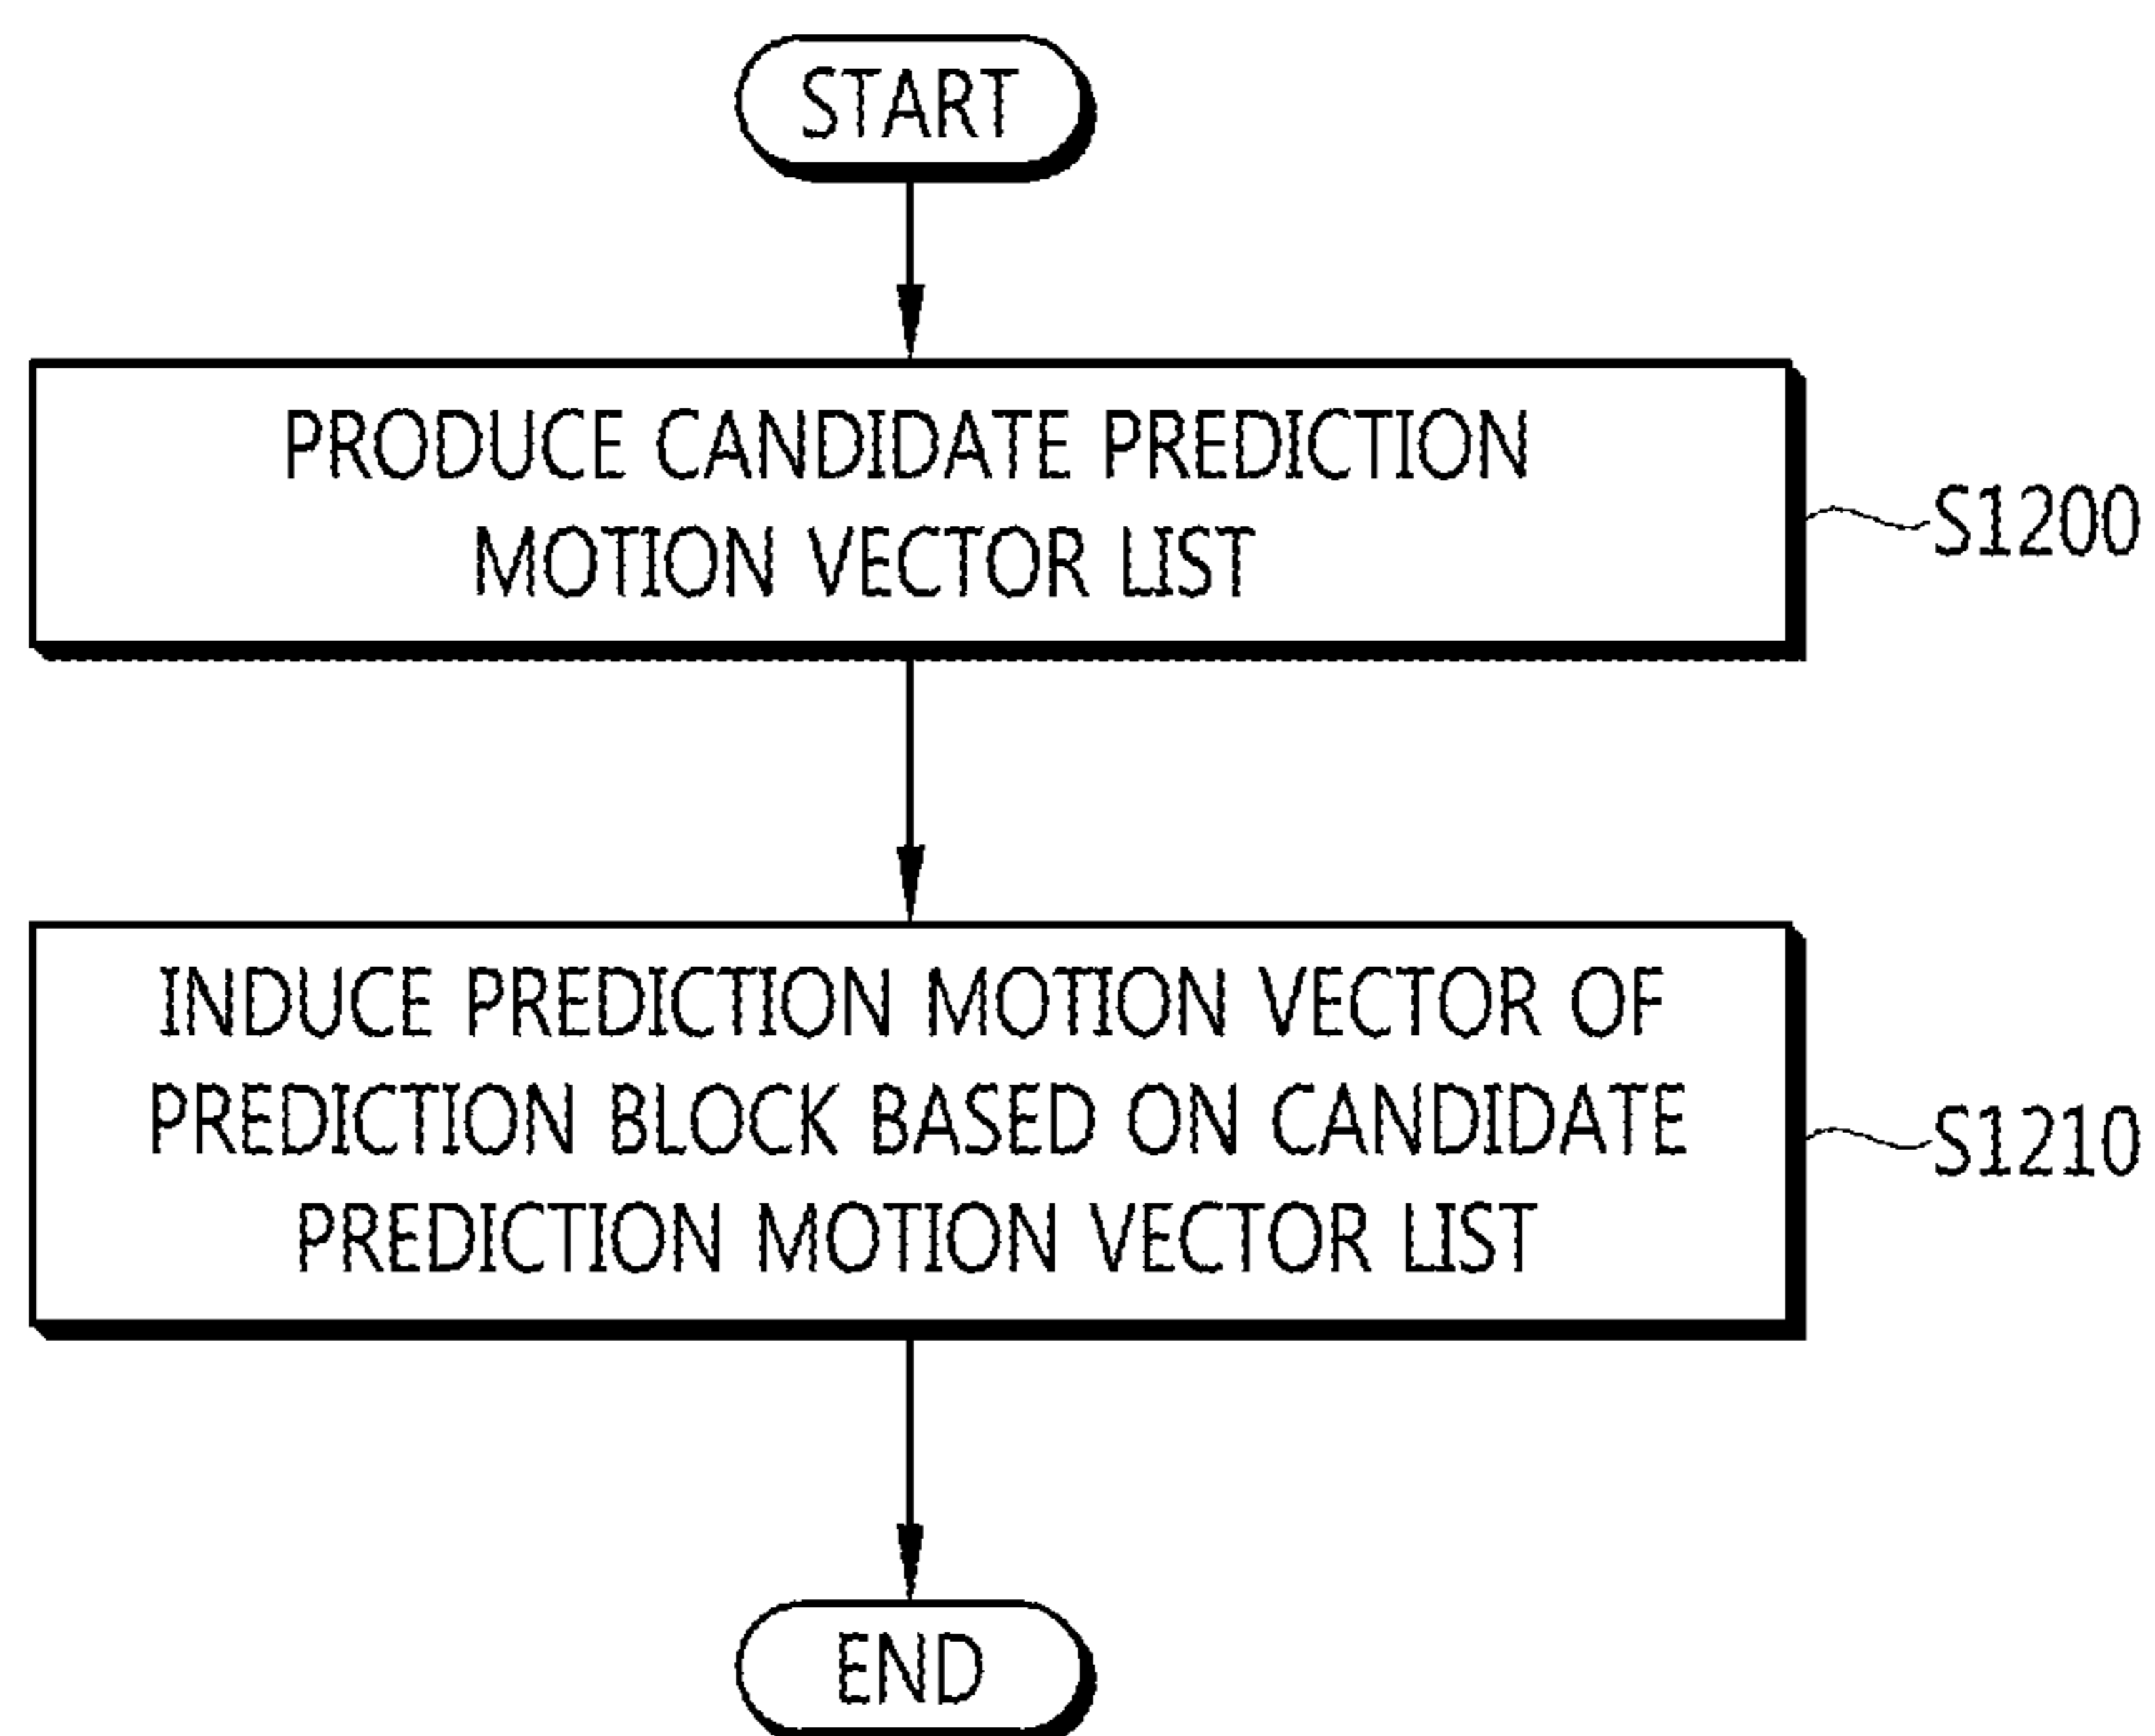 START
PRODUCE CANDIDATE PREDICTION
MOTION VECTOR LIST
S1200
INDUCE PREDICTION MOTION VECTOR OF
PREDICTION BLOCK BASED ON CANDIDATE
PREDICTION MOTION VECTOR LIST
S1210
END